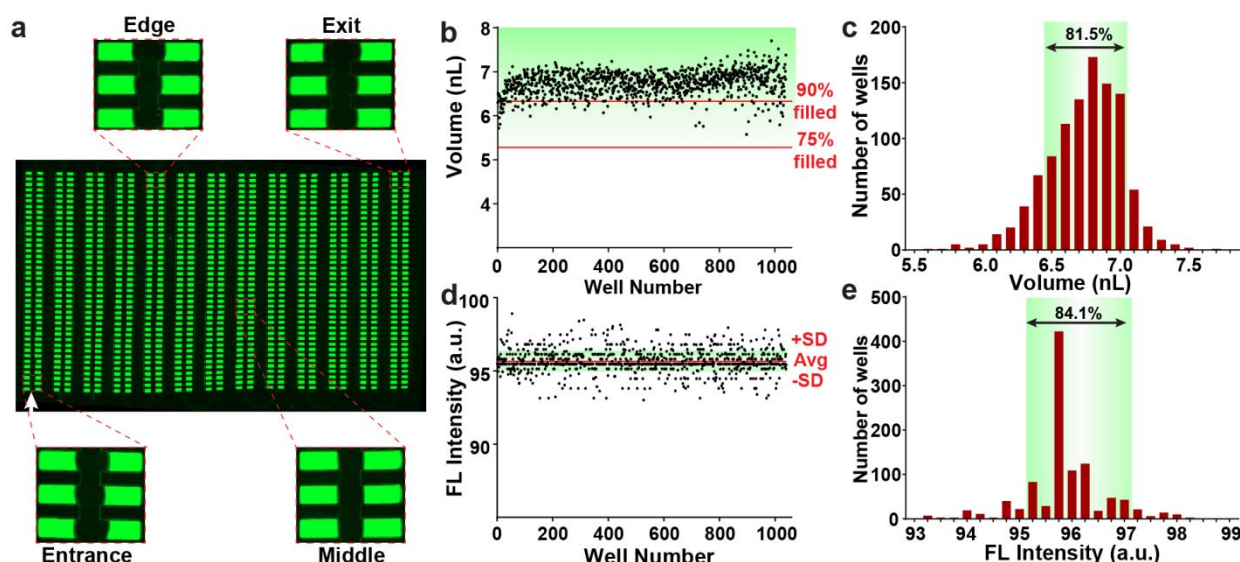 a
Edge
Exit
Entrance
Middle
b
Volume (nL)
8
7
6
5
4
90%
filled
75%
filled
0 200 400 600 800 1000
Well Number
c
Number of wells
200
150
100
50
0
81.5%
5.5 6.0 6.5 7.0 7.5
Volume (nL)
d
FL Intensity (a.u.)
100
95
90
+SD
Avg
-SD
0 200 400 600 800 1000
Well Number
e
Number of wells
500
400
300
200
100
0
84.1%
93 94 95 96 97 98 99
FL Intensity (a.u.)